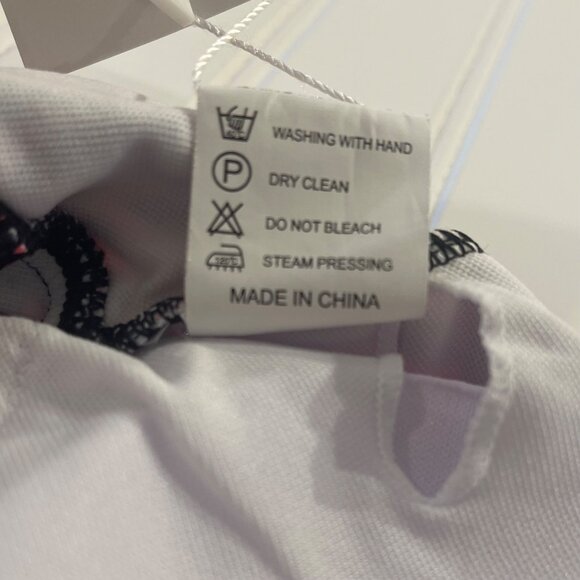 WASHING WITH HAND
P DRY CLEAN
DO NOT BLEACH
STEAM PRESSING
MADE IN CHINA